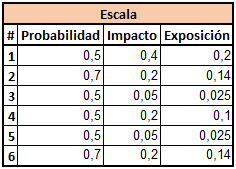 Escala
# Probabilidad Impacto Exposición
1 0,5 0,4 0,2
2 0,7 0,2 0,14
3 0,5 0,05 0,025
4 0,5 0,2 0,1
5 0,5 0,05 0,025
6 0,7 0,2 0,14